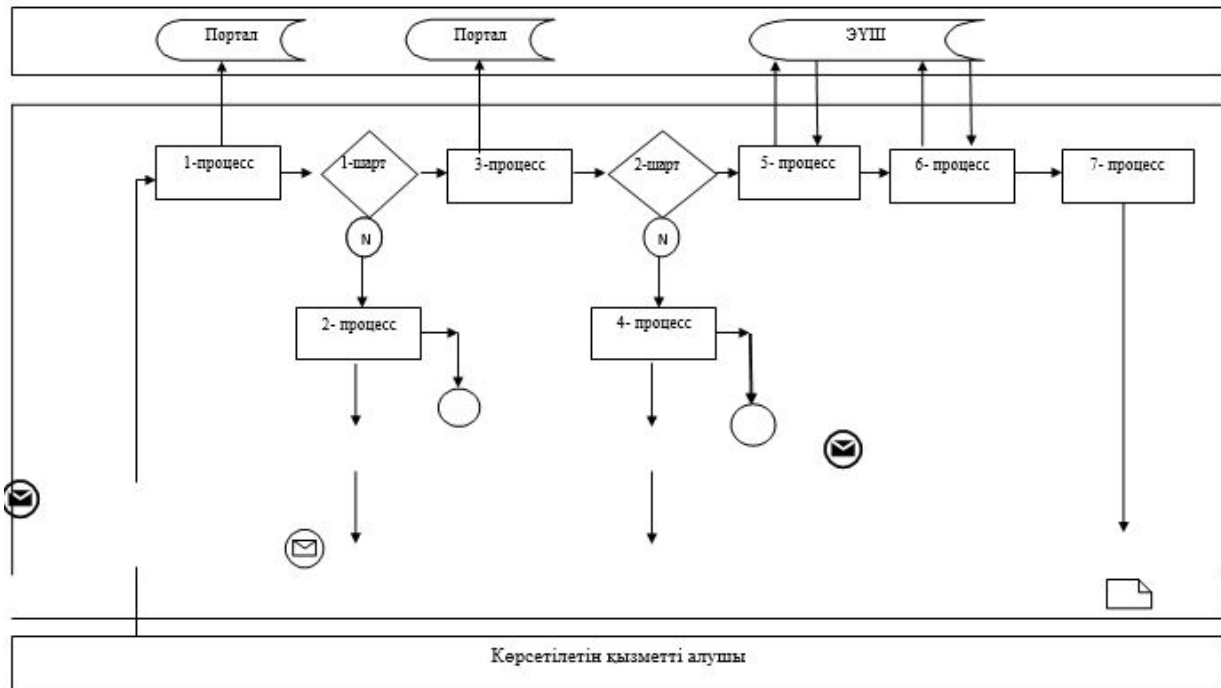 Портал
Портал
ЭҮШ
1-процесс
1-шарт
3-процесс
2-шарт
5- процесс
6- процесс
7- процесс
N
N
2- процесс
4- процесс
Көрсетілетін қызметті алушы